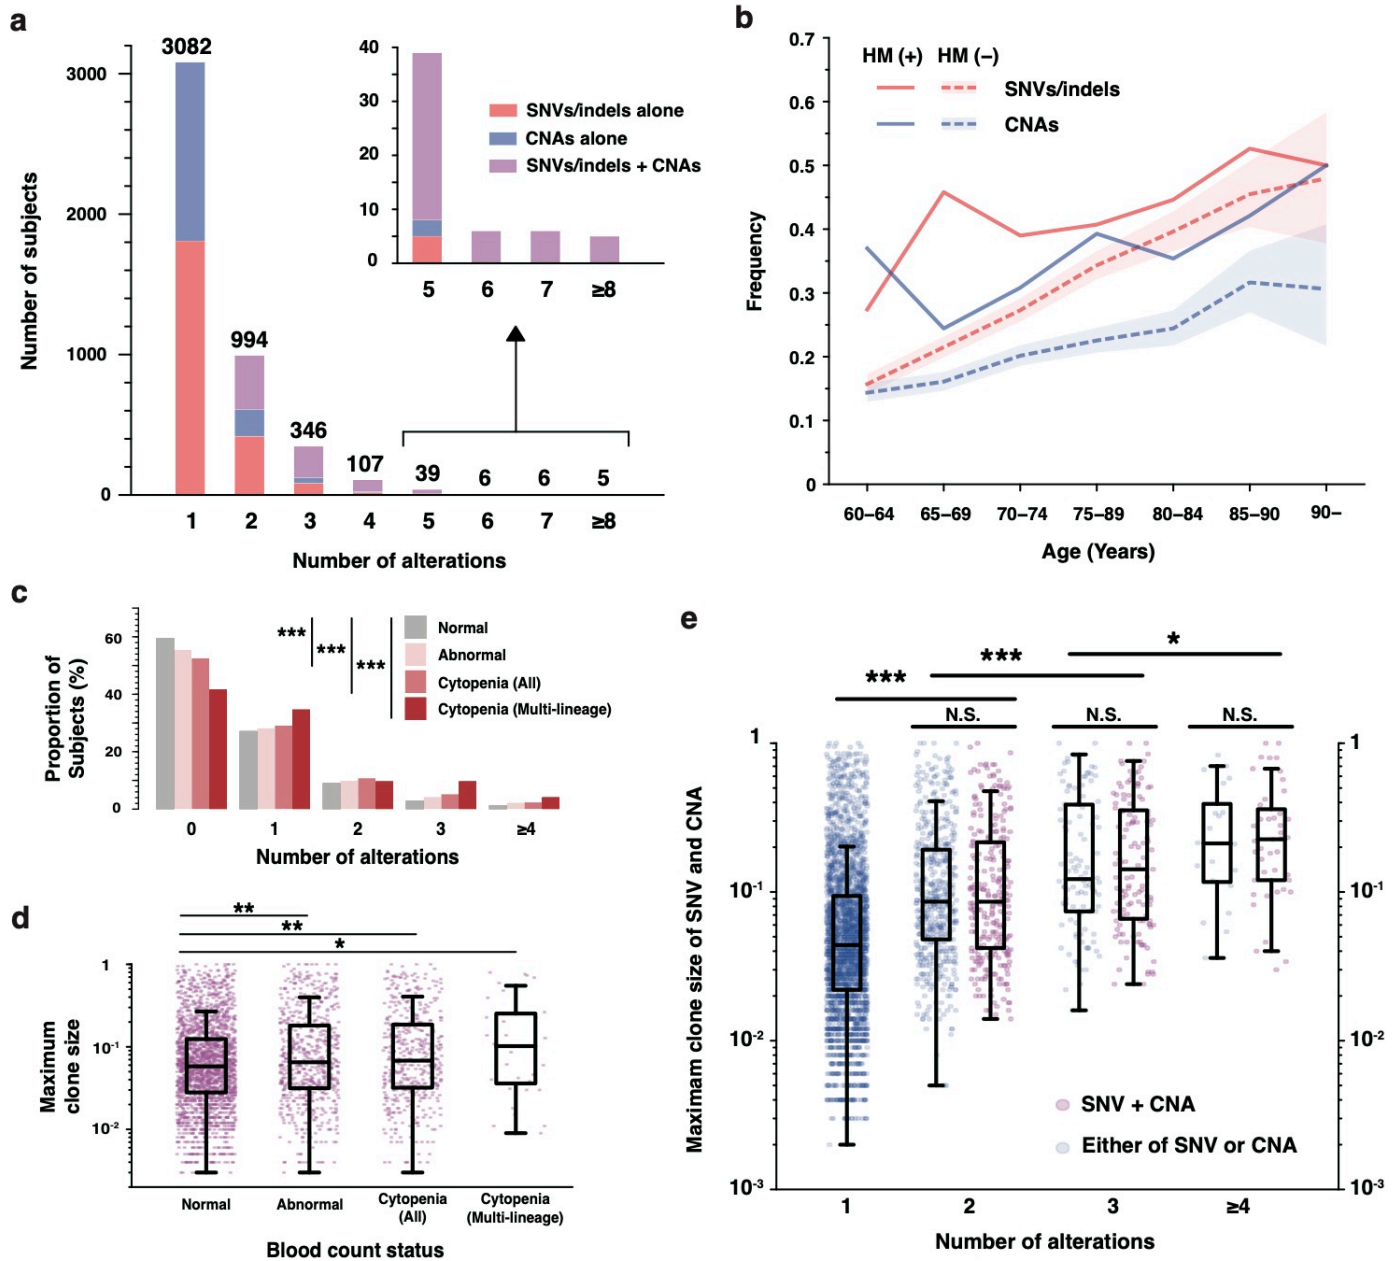 a
3082
3000
2000
1000
0
994
346
107
39
6
6
5
1
2
3
4
5
6
7
≥8
Number of subjects
Number of alterations
40
30
20
10
0
5
6
7
≥8
SNVs/indels alone
CNAs alone
SNVs/indels + CNAs
b
0.7
0.6
0.5
0.4
0.3
0.2
0.1
0
Frequency
HM (+) HM (–)
SNVs/indels
CNAs
60–64 65–69 70–74 75–89 80–84 85–90 90–
Age (Years)
c
60
40
20
0
Proportion of
Subjects (%)
***
***
***
Normal
Abnormal
Cytopenia (All)
Cytopenia (Multi-lineage)
0 1 2 3 ≥4
Number of alterations
d
**
**
*
1
10-1
10-2
Maximum
clone size
Normal
Abnormal
Cytopenia
(All)
Cytopenia
(Multi-lineage)
Blood count status
e
***
***
*
N.S.
N.S.
N.S.
1
10-1
10-2
10-3
1
10-1
10-2
10-3
Maximam clone size of SNV and CNA
SNV + CNA
Either of SNV or CNA
1 2 3 ≥4
Number of alterations